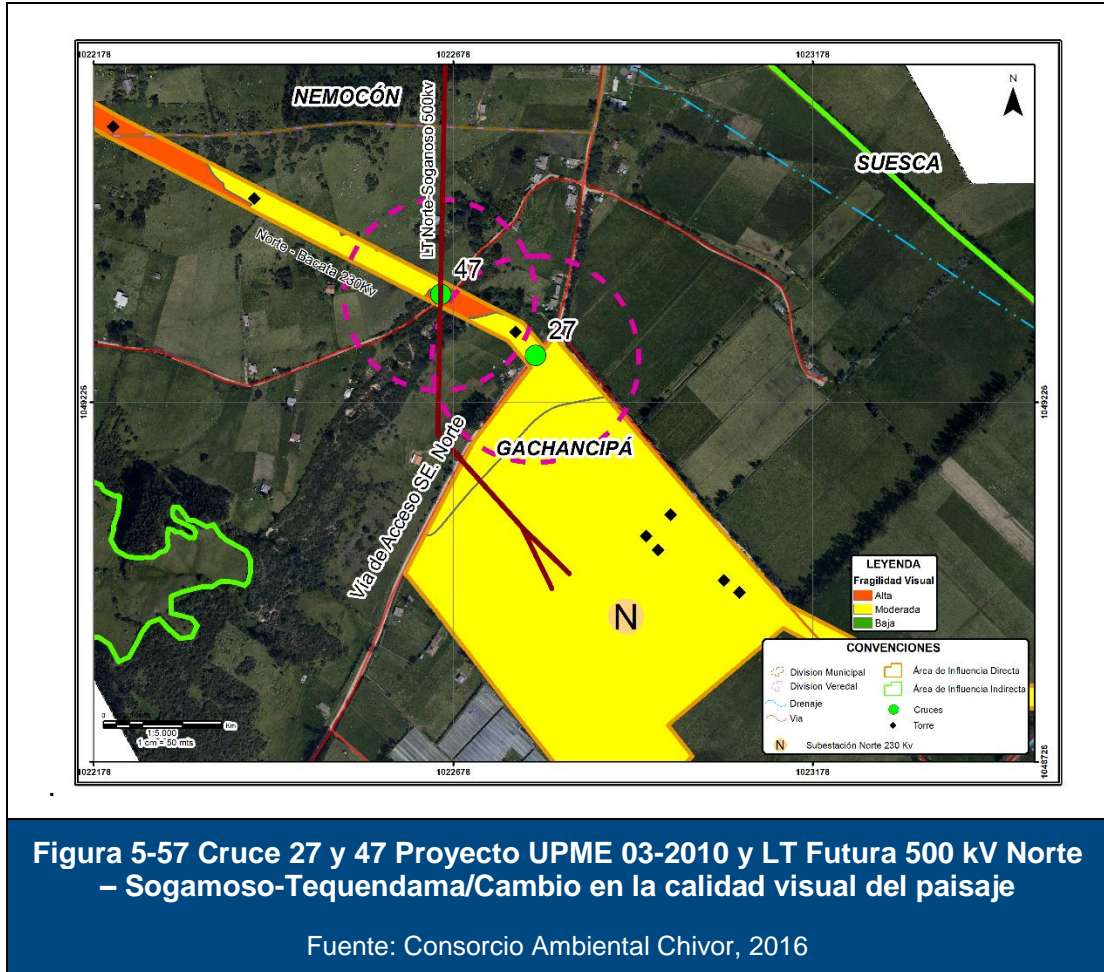 1022178
1022678
1023178
N
NEMOCÓN
SUESCA
LT Norte-Soganoso 500kv
Norte - Bacata 230Kv
47
27
1049226
1049226
GACHANCIPÁ
Vía de Acceso SE. Norte
N
LEYENDA
Fragilidad Visual
Alta
Moderada
Baja
CONVENCIONES
Division Municipal
Division Veredal
Drenaje
Via
Área de Influencia Directa
Área de Influencia Indirecta
Cruces
Torre
N Subestación Norte 230 Kv
Km
1:5.000
1 cm = 50 mts
1048726
1022178
1022678
1023178
.
Figura 5-57 Cruce 27 y 47 Proyecto UPME 03-2010 y LT Futura 500 kV Norte
– Sogamoso-Tequendama/Cambio en la calidad visual del paisaje
Fuente: Consorcio Ambiental Chivor, 2016